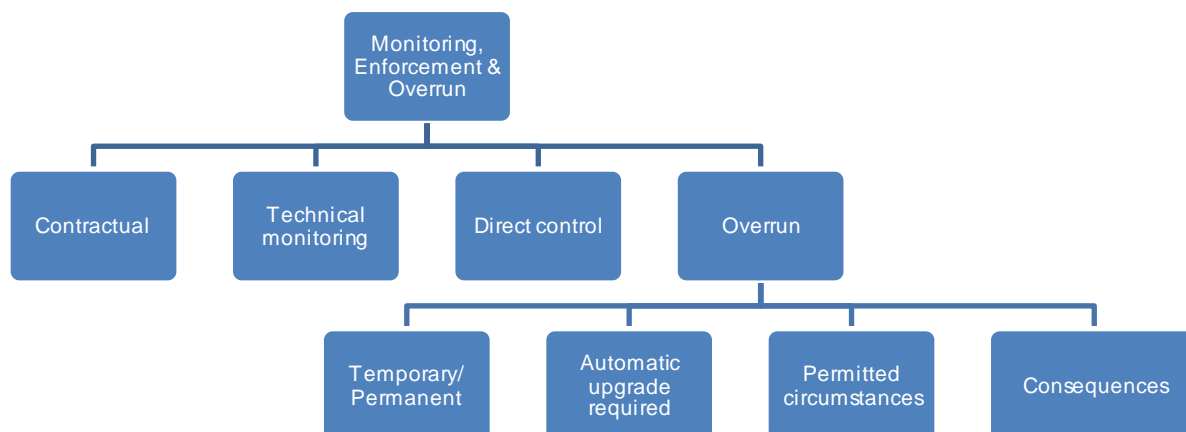 Monitoring,
Enforcement &
Overrun
Contractual
Technical
monitoring
Direct control
Overrun
Temporary/
Permanent
Automatic
upgrade
required
Permitted
circumstances
Consequences